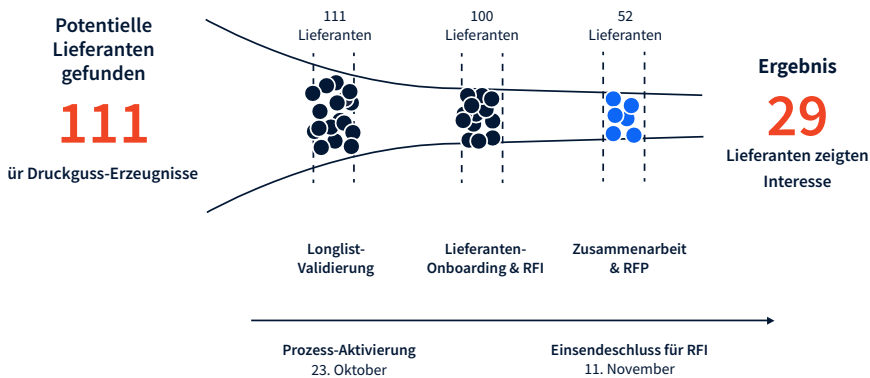 Potentielle
Lieferanten
gefunden
111
ür Druckguss-Erzeugnisse
111
Lieferanten
100
Lieferanten
52
Lieferanten
Ergebnis
29
Lieferanten zeigten
Interesse
Longlist-
Validierung
Lieferanten-
Onboarding & RFI
Zusammenarbeit
& RFP
Prozess-Aktivierung
23. Oktober
Einsendeschluss für RFI
11. November